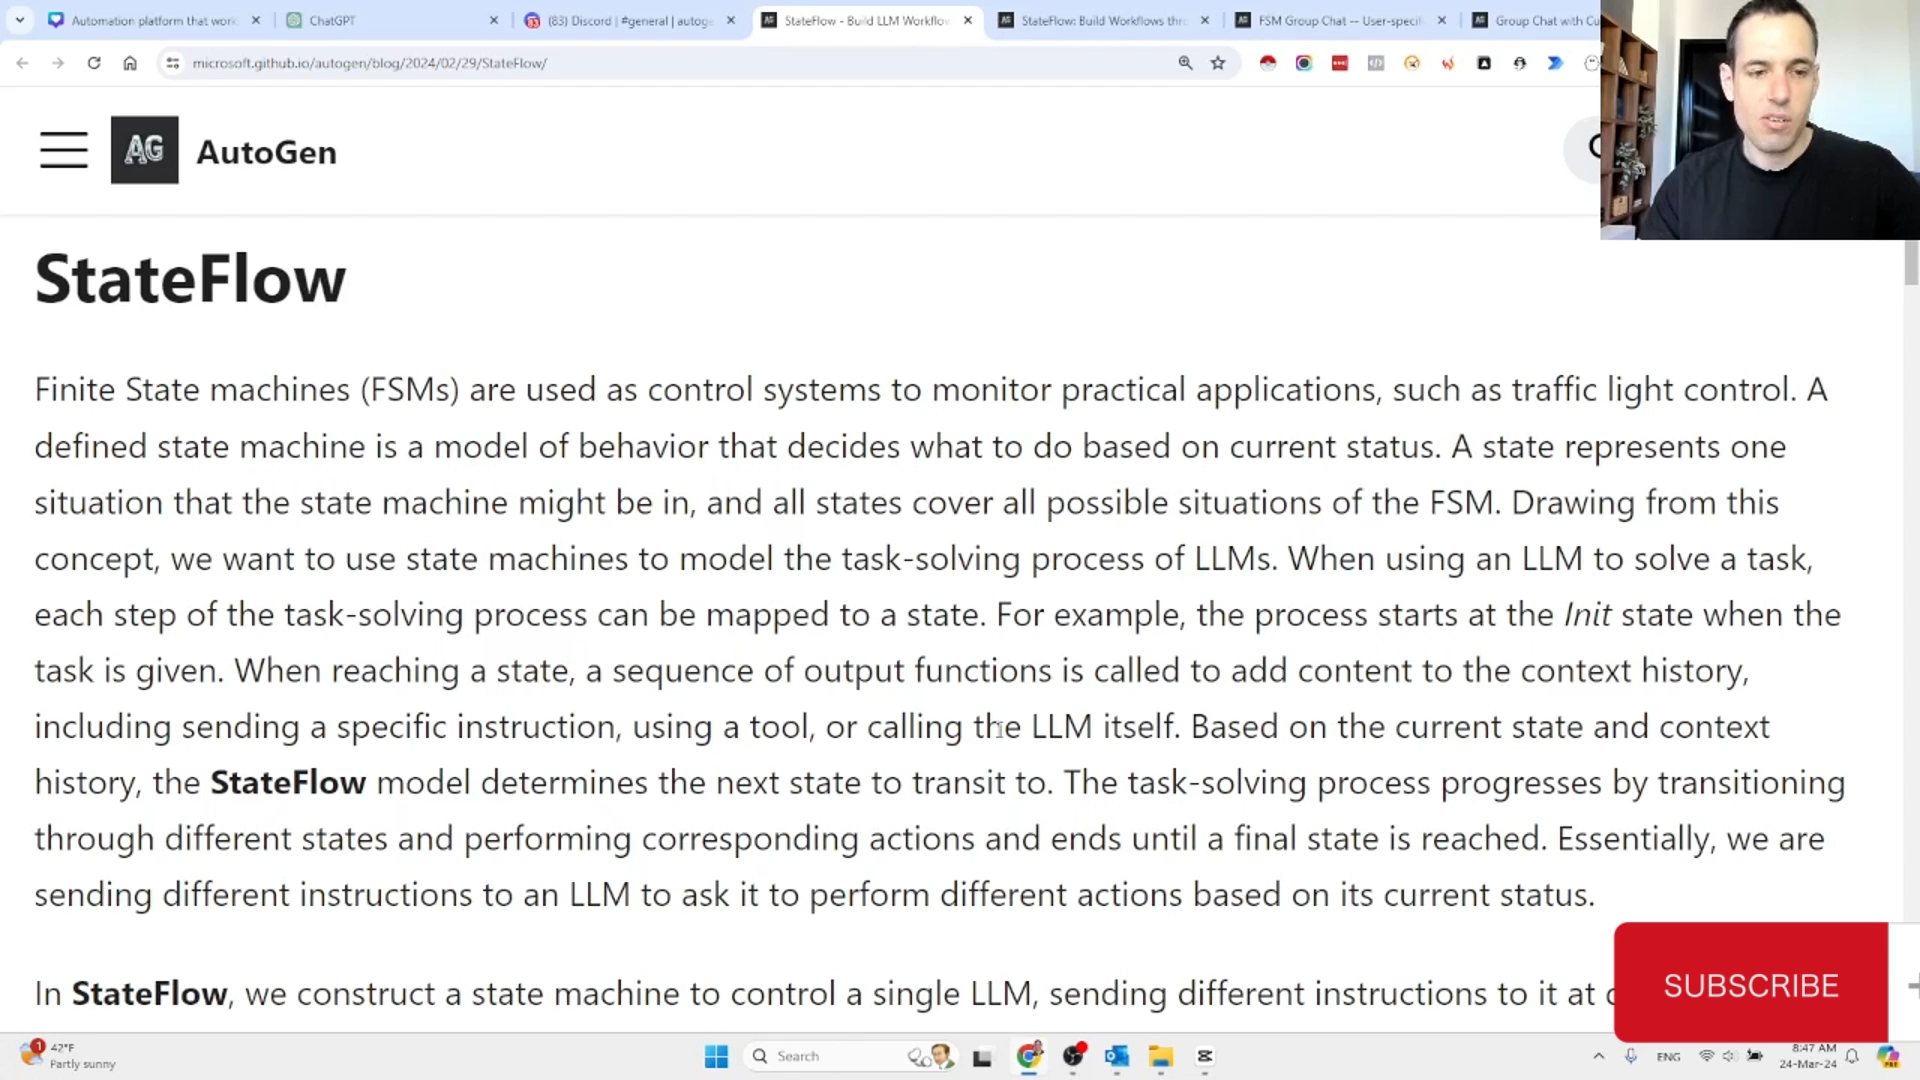 Automation platform that work
ChatGPT
(83) Discord | #general | autoge
StateFlow - Build LLM Workflow
StateFlow: Build Workflows thro
FSM Group Chat -- User-specifi
Group Chat with Cu
microsoft.github.io/autogen/blog/2024/02/29/StateFlow/
AG AutoGen
StateFlow
Finite State machines (FSMs) are used as control systems to monitor practical applications, such as traffic light control. A
defined state machine is a model of behavior that decides what to do based on current status. A state represents one
situation that the state machine might be in, and all states cover all possible situations of the FSM. Drawing from this
concept, we want to use state machines to model the task-solving process of LLMs. When using an LLM to solve a task,
each step of the task-solving process can be mapped to a state. For example, the process starts at the Init state when the
task is given. When reaching a state, a sequence of output functions is called to add content to the context history,
including sending a specific instruction, using a tool, or calling the LLM itself. Based on the current state and context
history, the StateFlow model determines the next state to transit to. The task-solving process progresses by transitioning
through different states and performing corresponding actions and ends until a final state is reached. Essentially, we are
sending different instructions to an LLM to ask it to perform different actions based on its current status.
In StateFlow, we construct a state machine to control a single LLM, sending different instructions to it at
SUBSCRIBE
1
42°F
Partly sunny
Search
ENG
8:47 AM
24-Mar-24